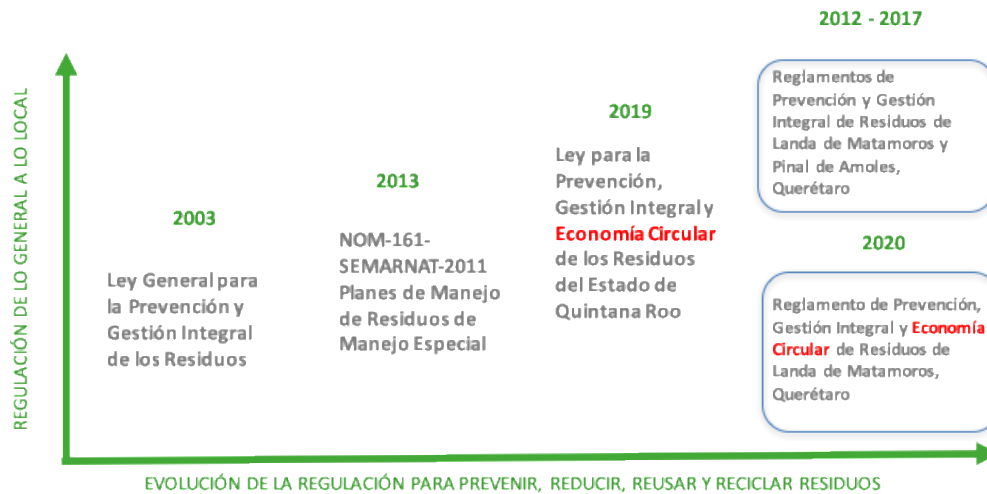 2012 - 2017
Reglamentos de
Prevención y Gestión
Integral de Residuos de
Landa de Matamoros y
Pinal de Amoles,
Querétaro
2019
Ley para la
Prevención,
Gestión Integral y
Economía Circular
de los Residuos
del Estado de
Quintana Roo
2013
NOM-161-
SEMARNAT-2011
Planes de Manejo
de Residuos de
Manejo Especial
2003
Ley General para
la Prevención y
Gestión Integral
de los Residuos
2020
Reglamento de Prevención,
Gestión Integral y Economía
Circular de Residuos de
Landa de Matamoros,
Querétaro
REGULACIÓN DE LO GENERAL A LO LOCAL
EVOLUCIÓN DE LA REGULACIÓN PARA PREVENIR, REDUCIR, REUSAR Y RECICLAR RESIDUOS